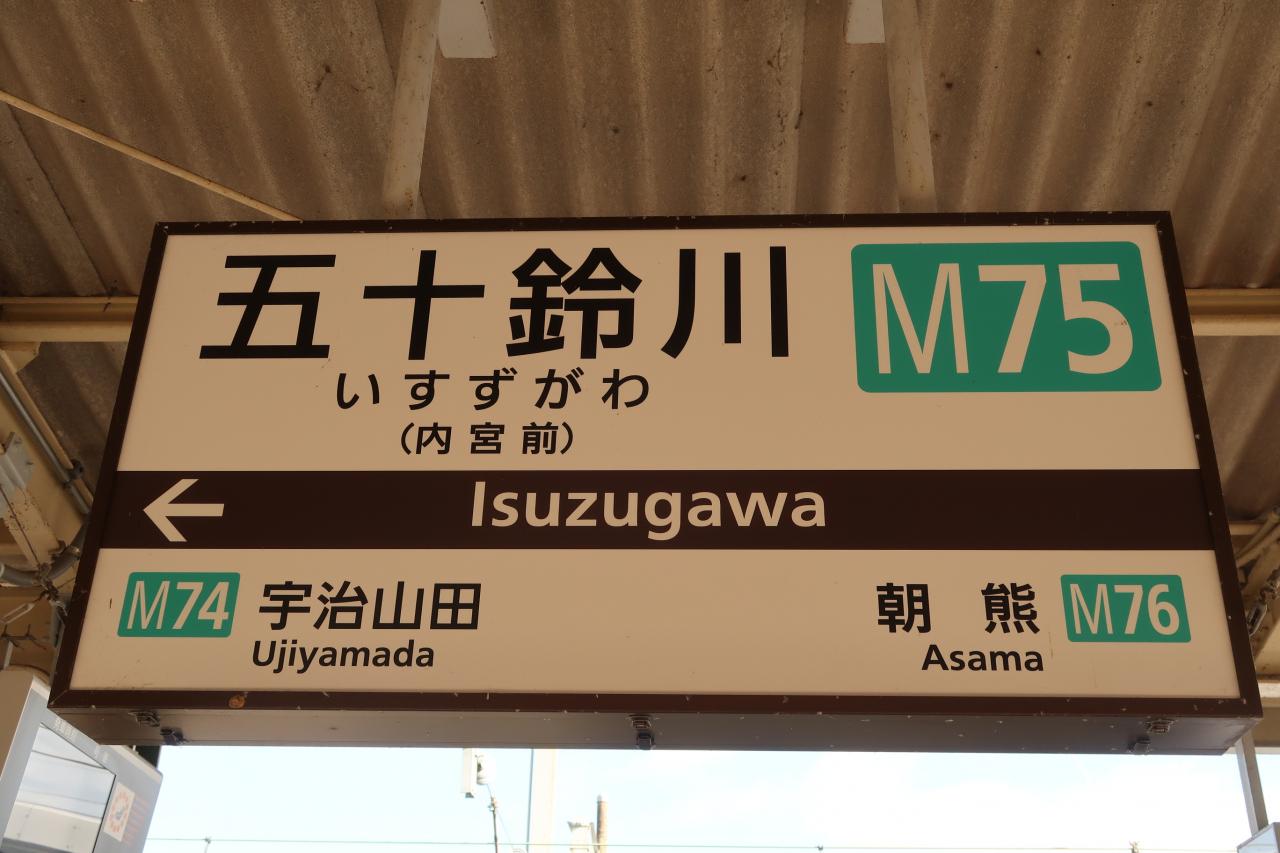 五十鈴川 M75
いすずがわ
（内宮前）
← Isuzugawa
M74 宇治山田 朝熊 M76
Ujiyamada Asama